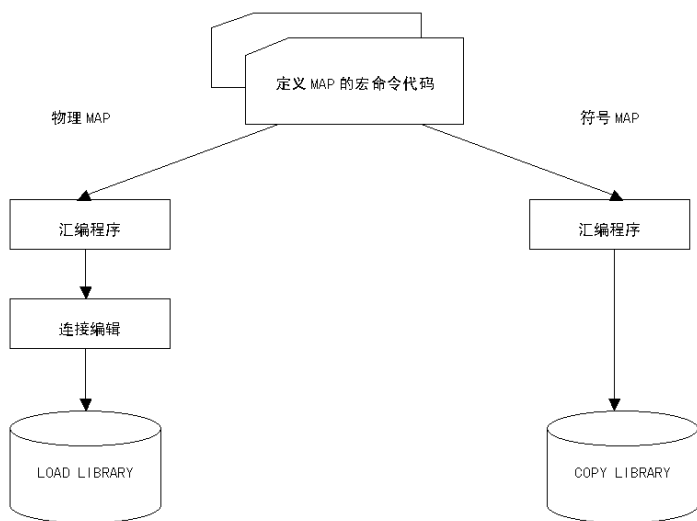 定义 MAP 的宏命令代码
物理 MAP
符号 MAP
汇编程序
汇编程序
连接编辑
LOAD LIBRARY
COPY LIBRARY